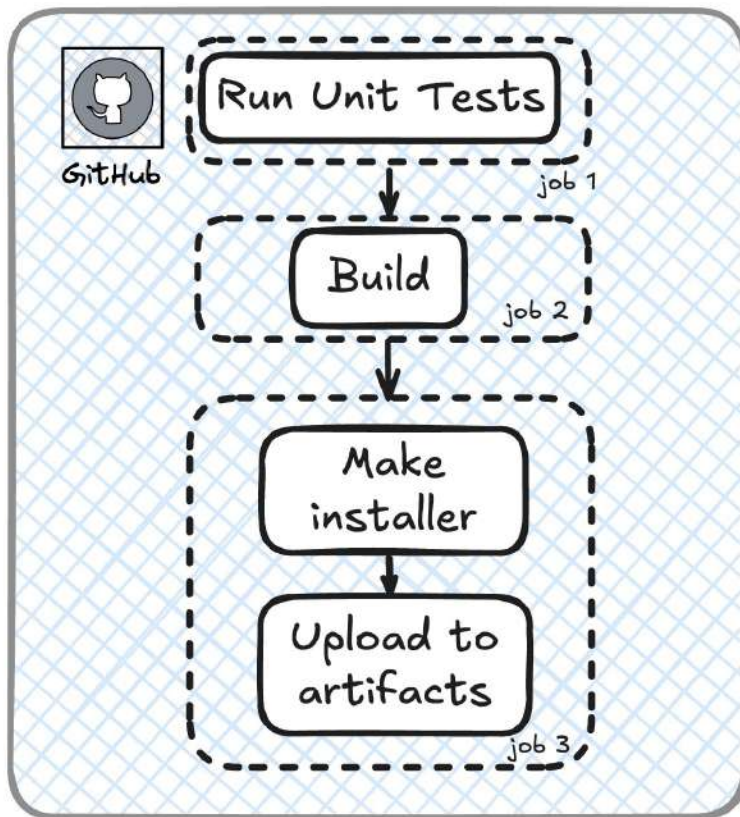 Run Unit Tests
GitHub
job 1
Build
job 2
Make
installer
Upload to
artifacts
job 3